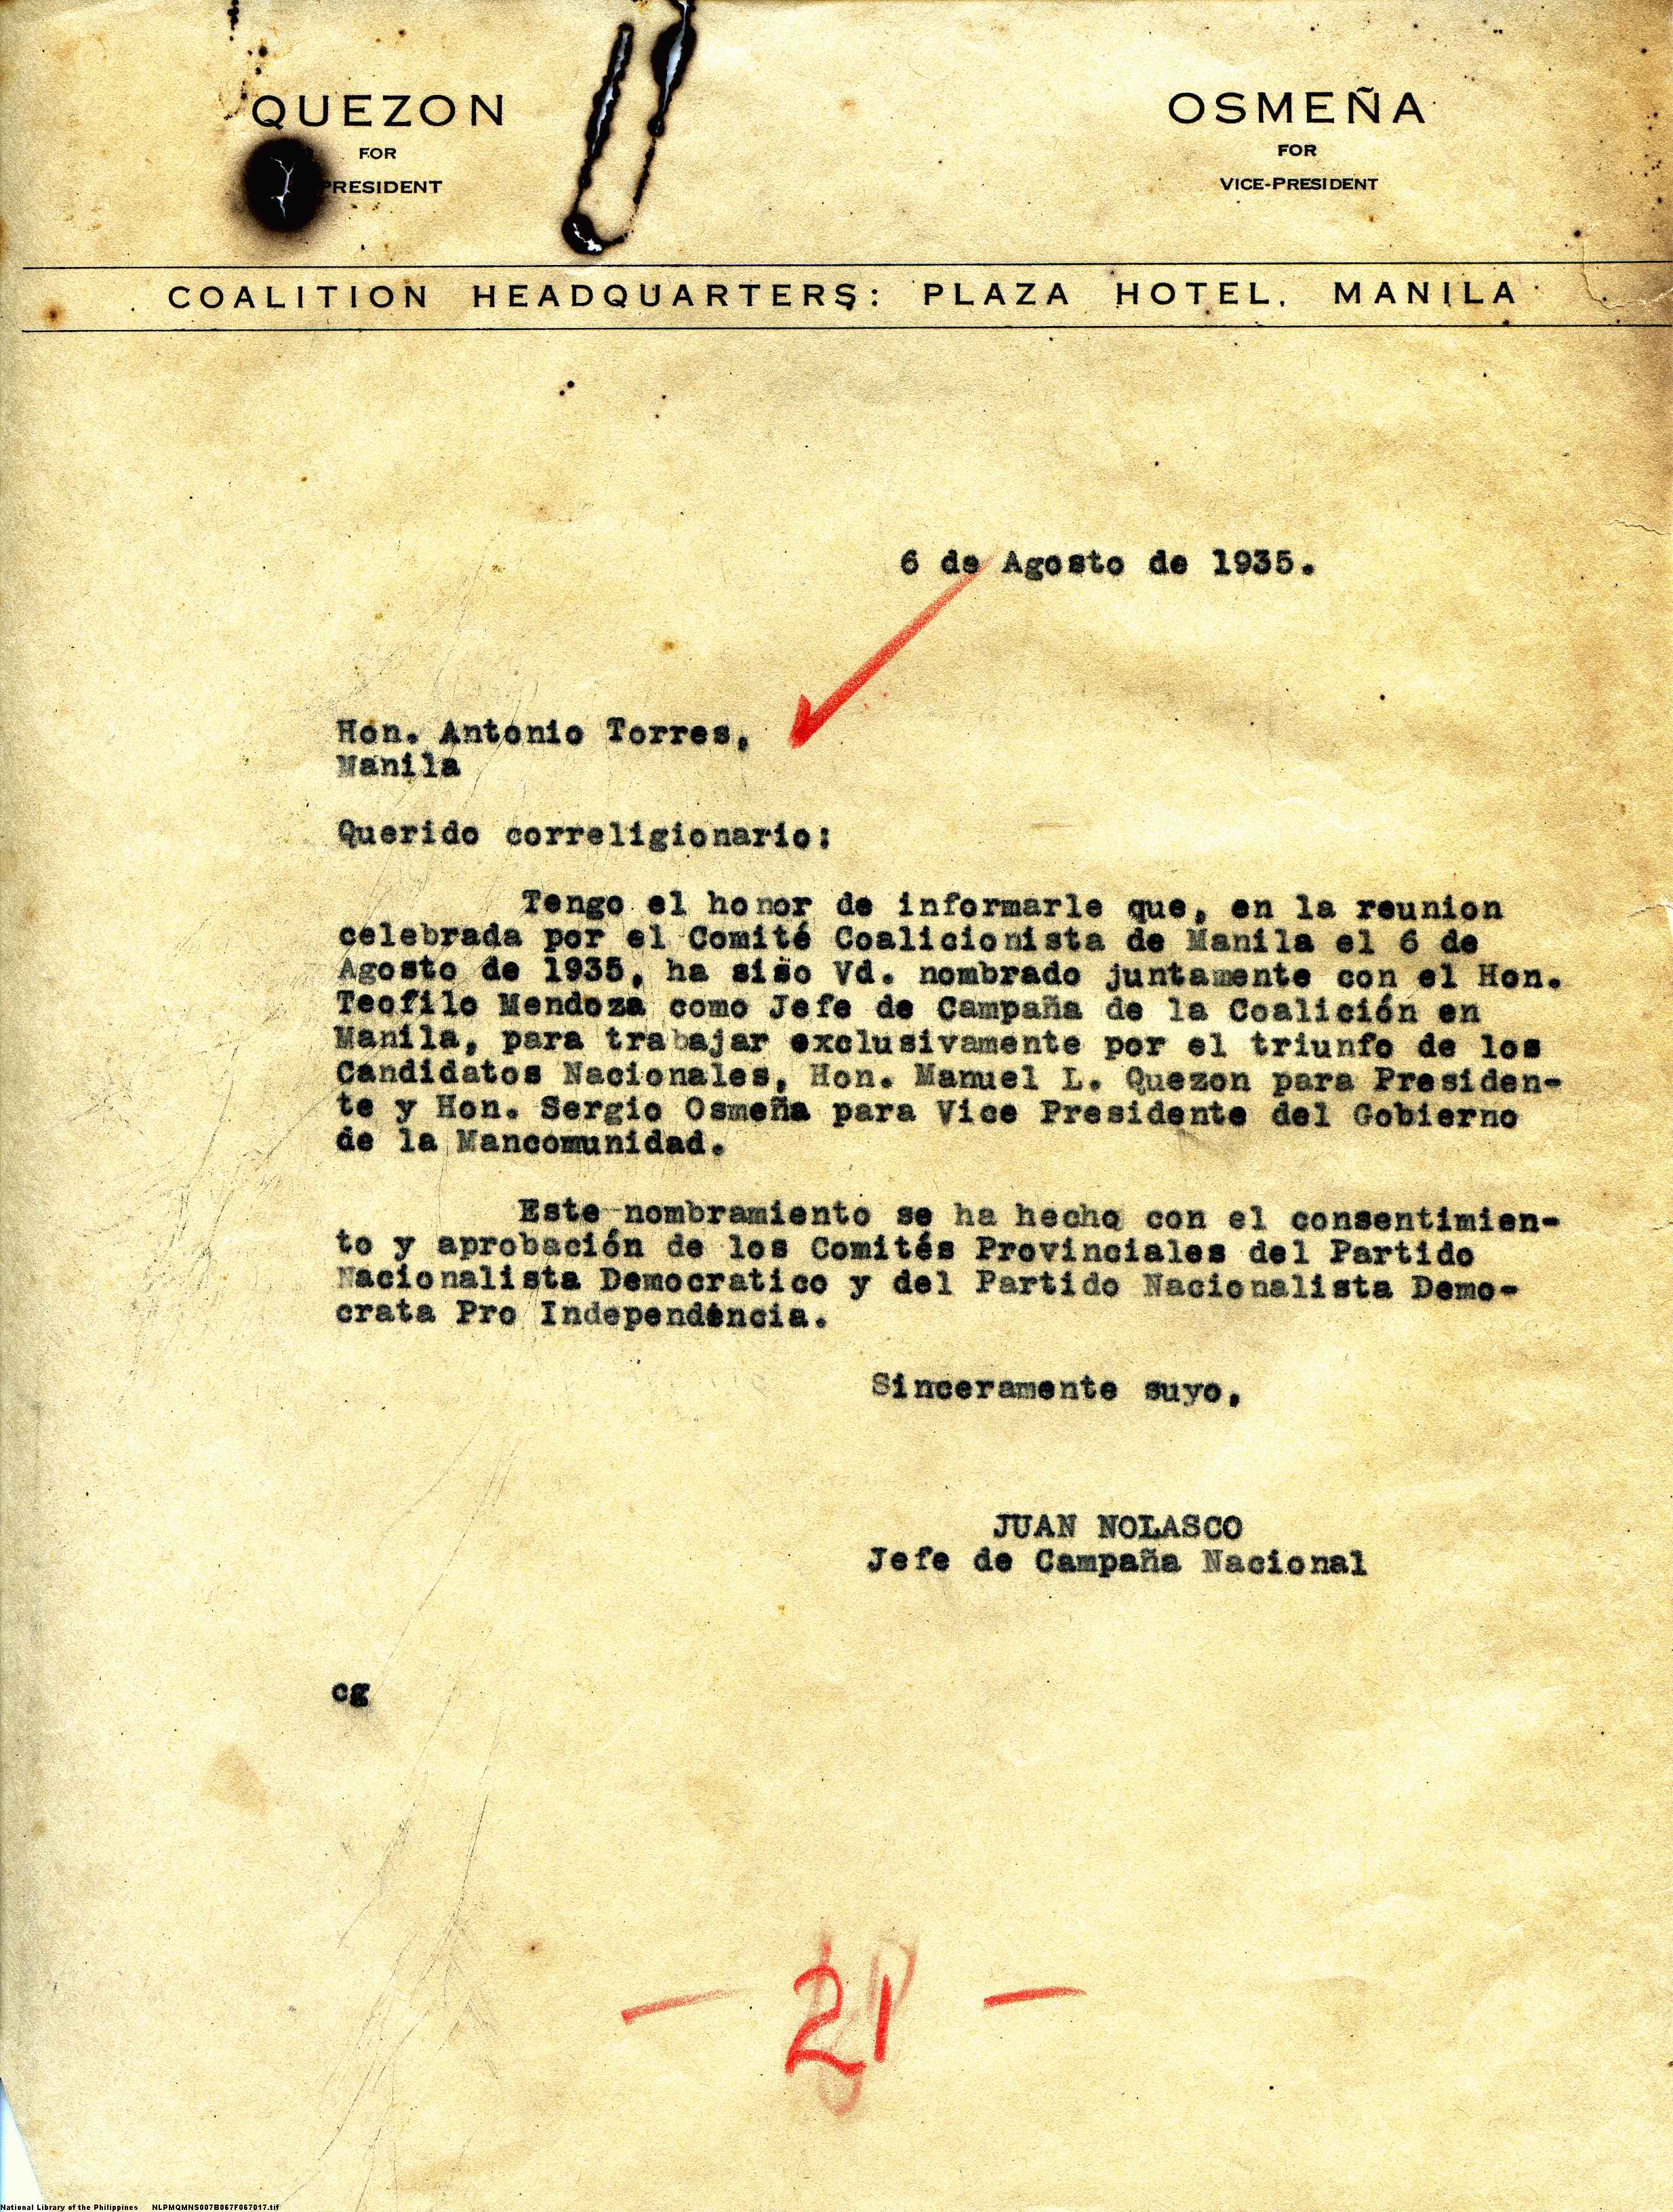 QUEZON
FOR
PRESIDENT
OSMEÑA
FOR
VICE-PRESIDENT
COALITION HEADQUARTERS: PLAZA HOTEL, MANILA
6 de Agosto de 1935.
Hon. Antonio Torres,
Manila
Querido correligionario:
Tengo el honor de informarle que, en la reunion
celebrada por el Comité Coalicionista de Manila el 6 de
Agosto de 1935, ha siso Vd. nombrado juntamente con el Hon.
Teofilo Mendoza como Jefe de Campaña de la Coalición en
Manila, para trabajar exclusivamente por el triunfo de los
Candidatos Nacionales, Hon. Manuel L. Quezon para Presiden-
te y Hon. Sergio Osmeña para Vice Presidente del Gobierno
de la Mancomunidad.
Este nombramiento se ha hecho con el consentimien-
to y aprobación de los Comités Provinciales del Partido
Nacionalista Democratico y del Partido Nacionalista Demo-
crata Pro Independencia.
Sinceramente suyo,
JUAN NOLASCO
Jefe de Campaña Nacional
cg
- 21 -
National Library of the Philippines NLPMQMNS007B067F067017.tif